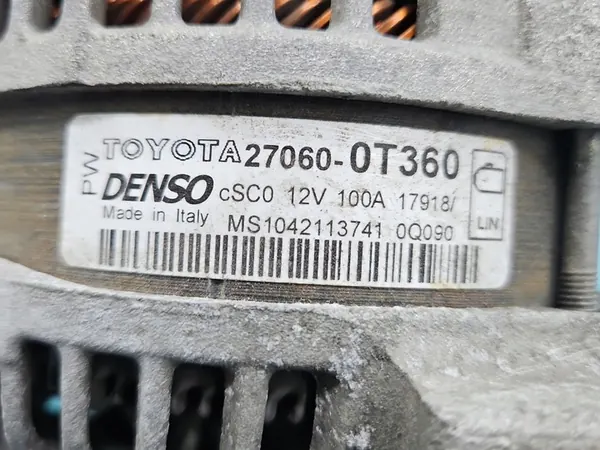 PW
TOYOTA 27060-0T360
DENSO cSC0 12V 100A 17918/
Made in Italy MS1042113741 0Q090
LIN